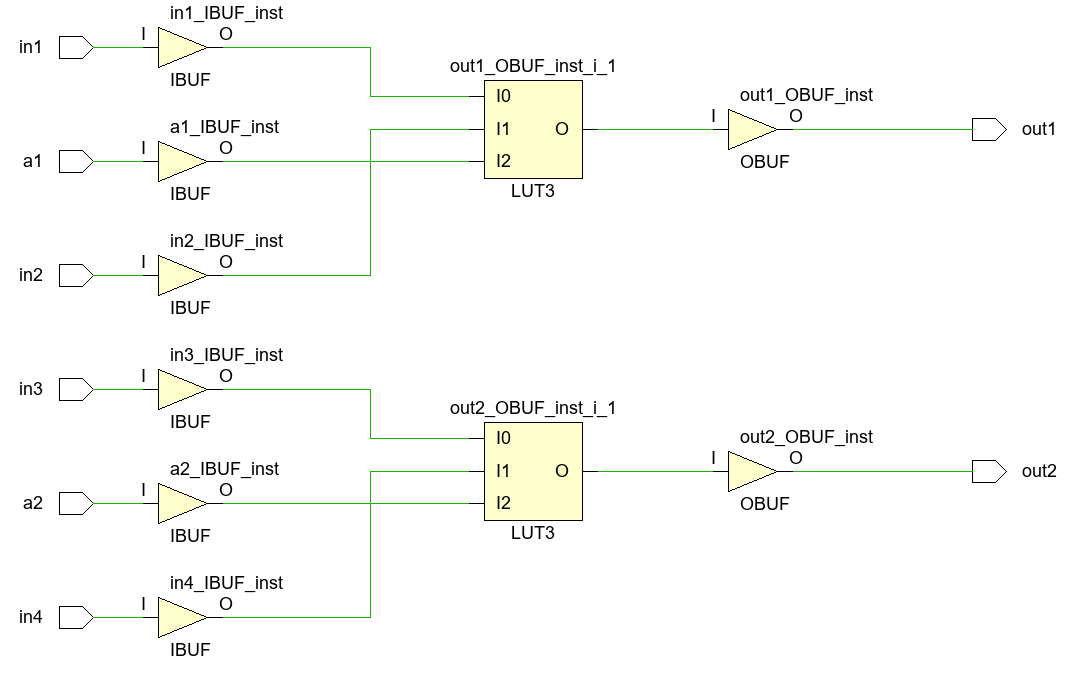 in1_IBUF_inst
in1
I
O
IBUF
out1_OBUF_inst_i_1
I0
I1
I2
O
LUT3
out1_OBUF_inst
I
O
OBUF
out1
a1_IBUF_inst
a1
I
O
IBUF
in2_IBUF_inst
in2
I
O
IBUF
in3_IBUF_inst
in3
I
O
IBUF
out2_OBUF_inst_i_1
I0
I1
I2
O
LUT3
out2_OBUF_inst
I
O
OBUF
out2
a2_IBUF_inst
a2
I
O
IBUF
in4_IBUF_inst
in4
I
O
IBUF